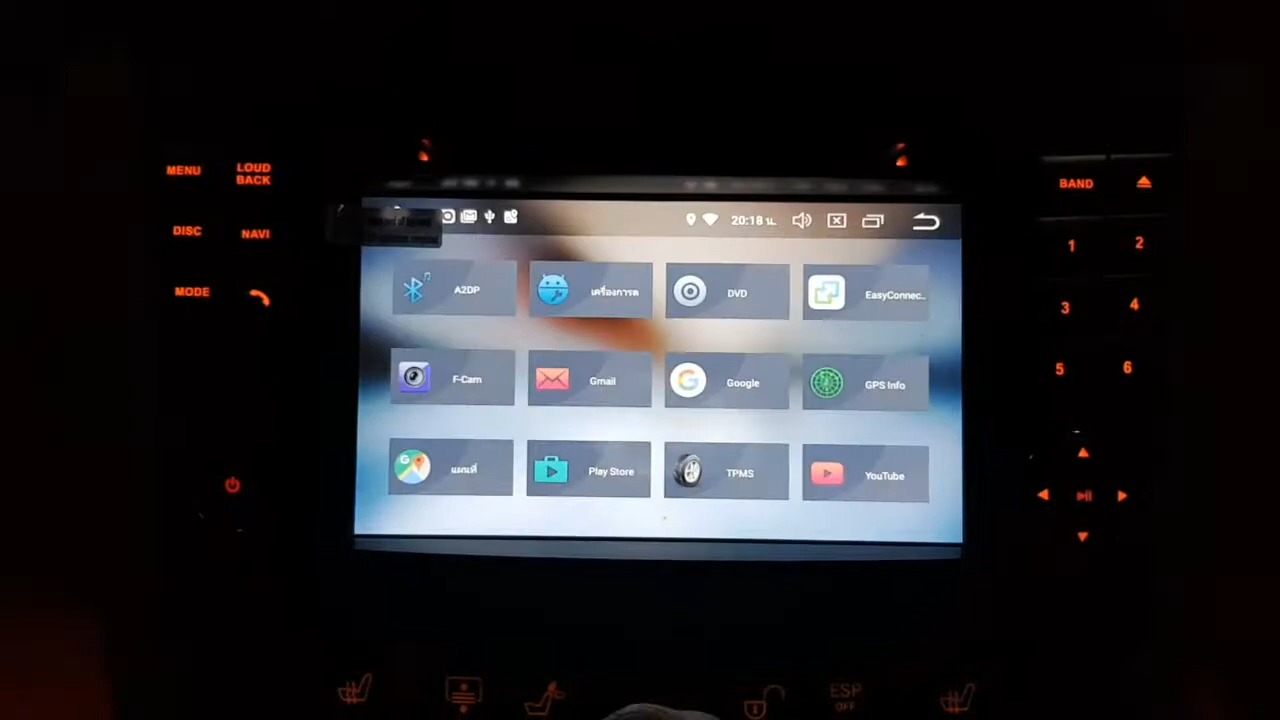 MENU
LOUD
BACK
DISC
NAVI
MODE
20:18 น.
A2DP
เครื่องการต
DVD
EasyConnec..
F-Cam
Gmail
Google
GPS Info
แผนที่
Play Store
TPMS
YouTube
BAND
1
2
3
4
5
6
ESP
OFF